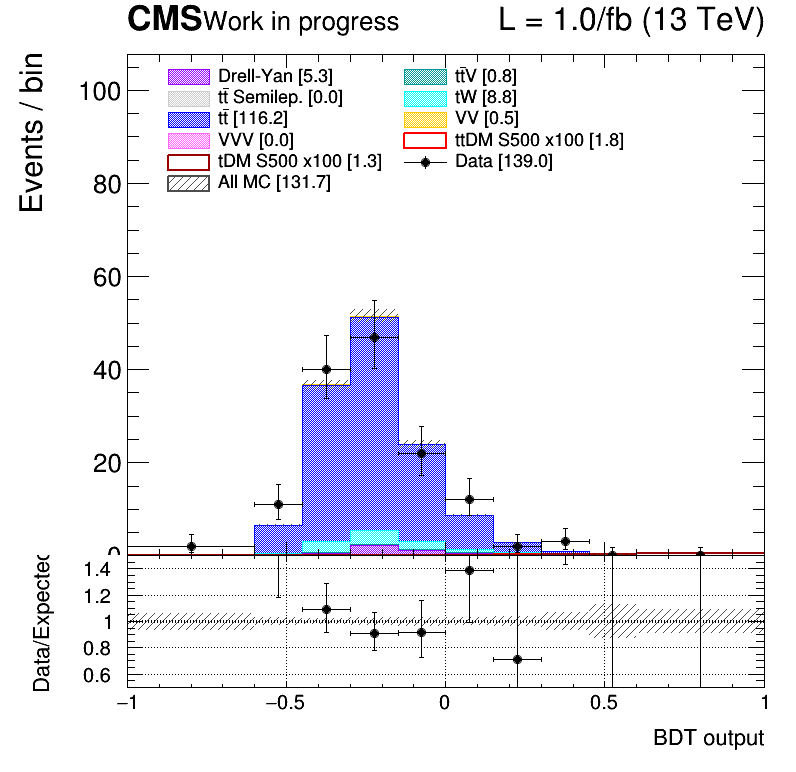 CMS Work in progress L = 1.0/fb (13 TeV)
Events / bin
100
80
60
40
20
0
Drell-Yan [5.3] tt̄V [0.8]
tt̄ Semilep. [0.0] tW [8.8]
tt̄ [116.2] VV [0.5]
VVV [0.0] ttDM S500 x100 [1.8]
tDM S500 x100 [1.3] Data [139.0]
All MC [131.7]
Data/Expected
1.4
1.2
1
0.8
0.6
−1 −0.5 0 0.5 1
BDT output